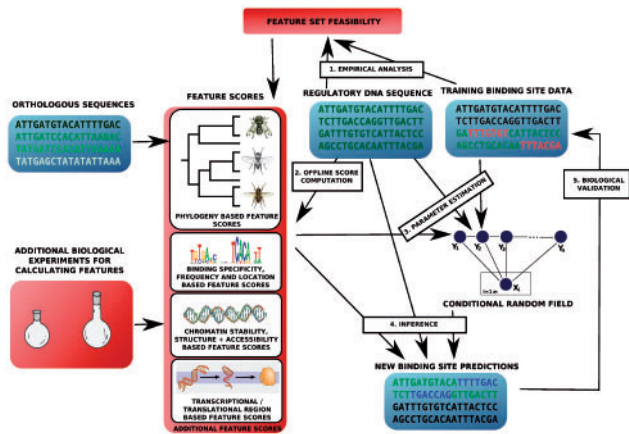 FEATURE SET FEASIBILITY
1. EMPIRICAL ANALYSIS
ORTHOLOGOUS SEQUENCES
ATTGATGTACATTTTGAC
TATGAGCTATATATTAAA
FEATURE SCORES
PHYLOGENY BASED FEATURE
SCORES
REGULATORY DNA SEQUENCE
ATTGATGTACATTTTGAC
TCTTGACCAGGTTGACTT
GATTTGTGTCATTACTCC
AGCCTGCACAATTTACGA
TRAINING BINDING SITE DATA
ATTGATGTACATTTTGAC
TCTTGACCAGGTTGACTT
GATTTGTGTCATTACTCC
AGCCTGCACAATTTACGA
2. OFFLINE SCORE
COMPUTATION
3. PARAMETER ESTIMATION
5. BIOLOGICAL
VALIDATION
ADDITIONAL BIOLOGICAL
EXPERIMENTS FOR
CALCULATING FEATURES
BINDING SPECIFICITY,
FREQUENCY AND LOCATION
BASED FEATURE SCORES
CHROMATIN STABILITY,
STRUCTURE + ACCESSIBILITY
BASED FEATURE SCORES
TRANSCRIPTIONAL /
TRANSLATIONAL REGION
BASED FEATURE SCORES
ADDITIONAL FEATURE SCORES
CONDITIONAL RANDOM FIELD
4. INFERENCE
NEW BINDING SITE PREDICTIONS
ATTGATGTACATTTTGAC
TCTTGACCAGGTTGACTT
GATTTGTGTCATTACTCC
AGCCTGCACAATTTACGA